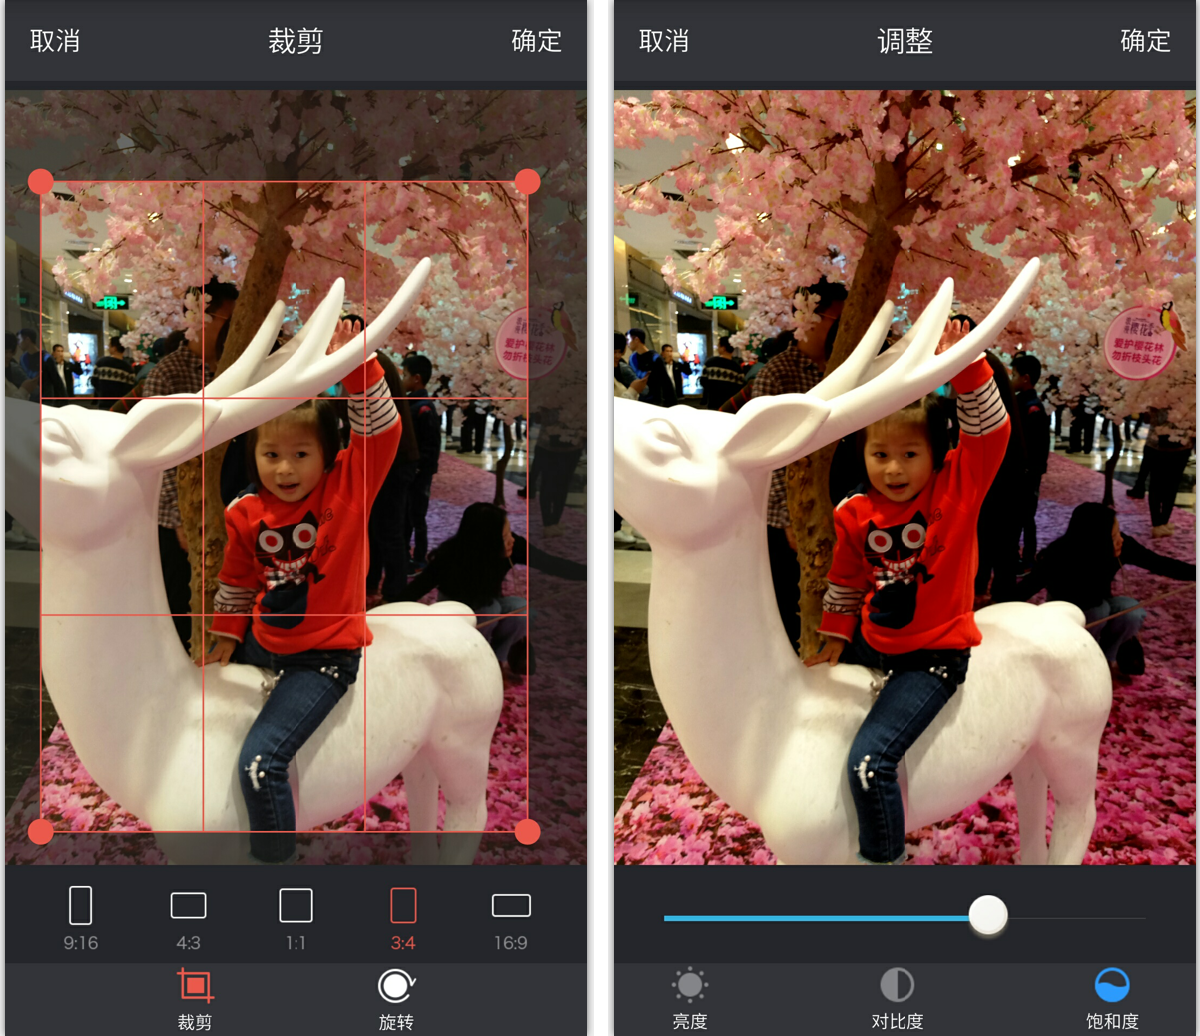 取消 裁剪 确定
爱护樱花林
勿折枝头花
9:16 4:3 1:1 3:4 16:9
裁剪 旋转
取消 调整 确定
爱护樱花林
勿折枝头花
亮度 对比度 饱和度